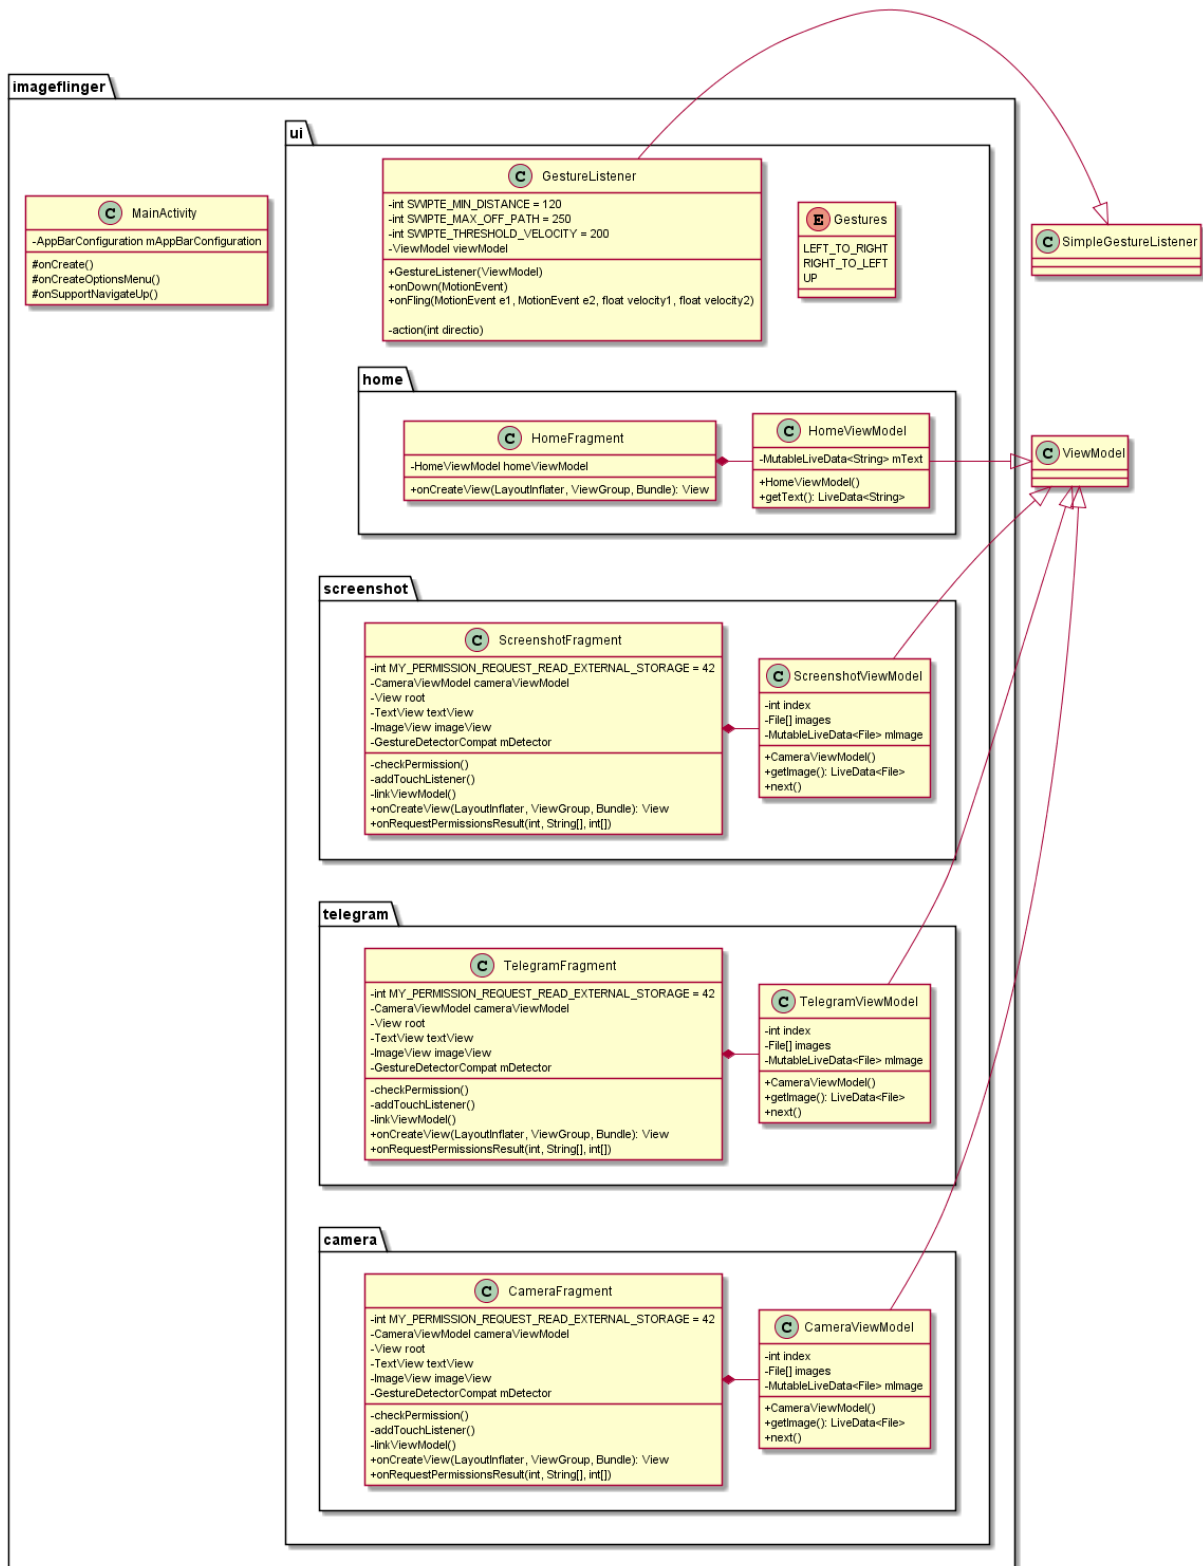 imageflinger
ui
C GestureListener
-int SWIPTE_MIN_DISTANCE = 120
-int SWIPTE_MAX_OFF_PATH = 250
-int SWIPTE_THRESHOLD_VELOCITY = 200
-ViewModel viewModel
+GestureListener(ViewModel)
+onDown(MotionEvent)
+onFling(MotionEvent e1, MotionEvent e2, float velocity1, float velocity2)
-action(int directio)
E Gestures
LEFT_TO_RIGHT
RIGHT_TO_LEFT
UP
C MainActivity
-AppBarConfiguration mAppBarConfiguration
#onCreate()
#onCreateOptionsMenu()
#onSupportNavigateUp()
C SimpleGestureListener
home
C HomeFragment
-HomeViewModel homeViewModel
+onCreateView(LayoutInflater, ViewGroup, Bundle): View
C HomeViewModel
-MutableLiveData<String> mText
+HomeViewModel()
+getText(): LiveData<String>
C ViewModel
screenshot
C ScreenshotFragment
-int MY_PERMISSION_REQUEST_READ_EXTERNAL_STORAGE = 42
-CameraViewModel cameraViewModel
-View root
-TextView textView
-ImageView imageView
-GestureDetectorCompat mDetector
-checkPermission()
-addTouchListener()
-linkViewModel()
+onCreateView(LayoutInflater, ViewGroup, Bundle): View
+onRequestPermissionsResult(int, String[], int[])
C ScreenshotViewModel
-int index
-File[] images
-MutableLiveData<File> mImage
+CameraViewModel()
+getImage(): LiveData<File>
+next()
telegram
C TelegramFragment
-int MY_PERMISSION_REQUEST_READ_EXTERNAL_STORAGE = 42
-CameraViewModel cameraViewModel
-View root
-TextView textView
-ImageView imageView
-GestureDetectorCompat mDetector
-checkPermission()
-addTouchListener()
-linkViewModel()
+onCreateView(LayoutInflater, ViewGroup, Bundle): View
+onRequestPermissionsResult(int, String[], int[])
C TelegramViewModel
-int index
-File[] images
-MutableLiveData<File> mImage
+CameraViewModel()
+getImage(): LiveData<File>
+next()
camera
C CameraFragment
-int MY_PERMISSION_REQUEST_READ_EXTERNAL_STORAGE = 42
-CameraViewModel cameraViewModel
-View root
-TextView textView
-ImageView imageView
-GestureDetectorCompat mDetector
-checkPermission()
-addTouchListener()
-linkViewModel()
+onCreateView(LayoutInflater, ViewGroup, Bundle): View
+onRequestPermissionsResult(int, String[], int[])
C CameraViewModel
-int index
-File[] images
-MutableLiveData<File> mImage
+CameraViewModel()
+getImage(): LiveData<File>
+next()